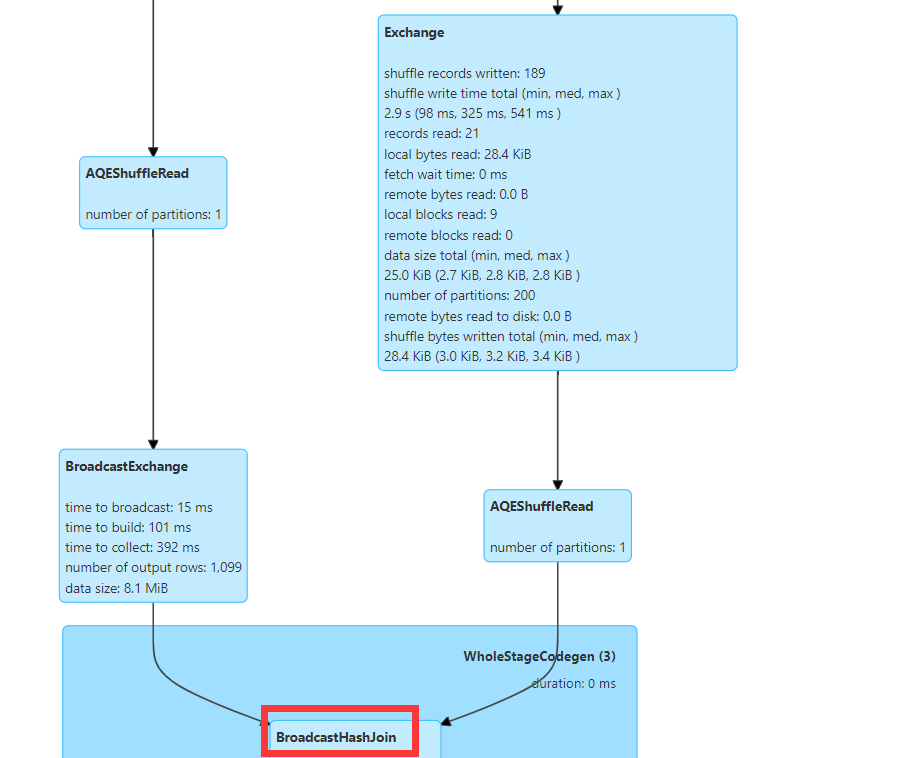 Exchange
shuffle records written: 189
shuffle write time total (min, med, max )
2.9 s (98 ms, 325 ms, 541 ms )
records read: 21
local bytes read: 28.4 KiB
fetch wait time: 0 ms
remote bytes read: 0.0 B
local blocks read: 9
remote blocks read: 0
data size total (min, med, max )
25.0 KiB (2.7 KiB, 2.8 KiB, 2.8 KiB )
number of partitions: 200
remote bytes read to disk: 0.0 B
shuffle bytes written total (min, med, max )
28.4 KiB (3.0 KiB, 3.2 KiB, 3.4 KiB )
AQEShuffleRead
number of partitions: 1
BroadcastExchange
time to broadcast: 15 ms
time to build: 101 ms
time to collect: 392 ms
number of output rows: 1,099
data size: 8.1 MiB
AQEShuffleRead
number of partitions: 1
WholeStageCodegen (3)
duration: 0 ms
BroadcastHashJoin